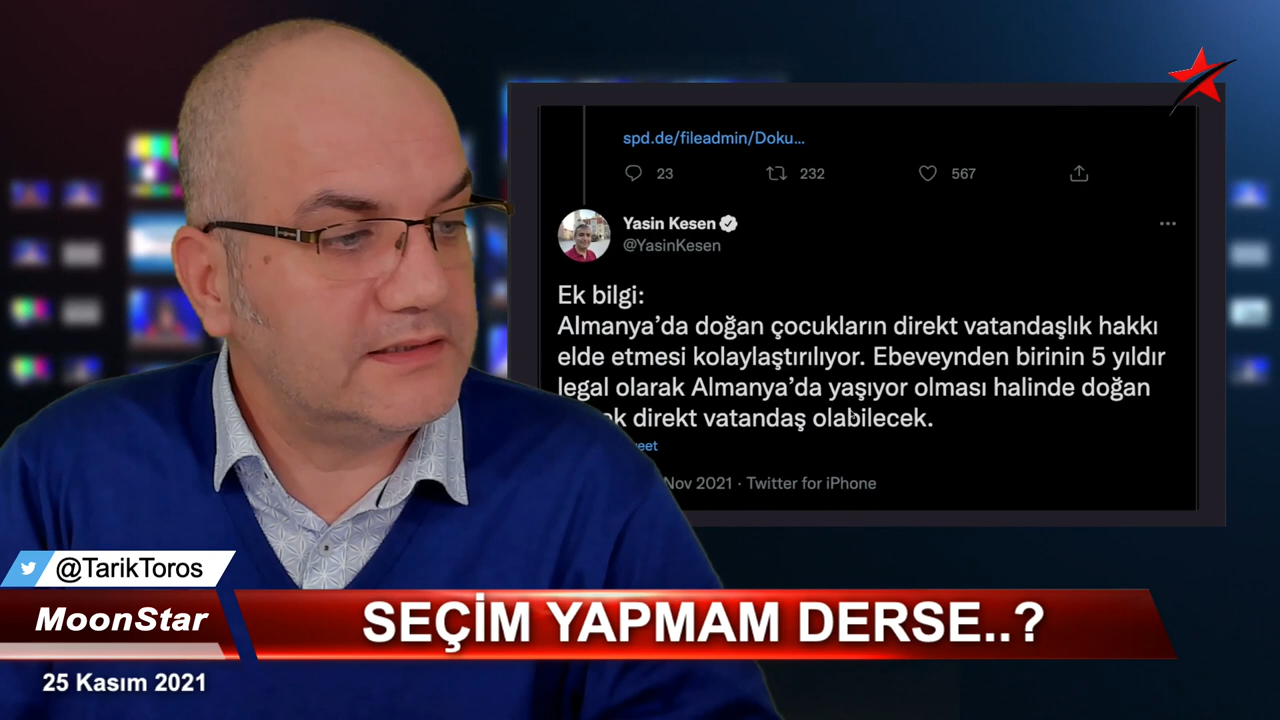 spd.de/fileadmin/Doku...
23 232 567
Yasin Kesen
@YasinKesen
Ek bilgi:
Almanya’da doğan çocukların direkt vatandaşlık hakkı
elde etmesi kolaylaştırılıyor. Ebeveynden birinin 5 yıldır
legal olarak Almanya’da yaşıyor olması halinde doğan
direkt vatandaş olabilecek.
Nov 2021 · Twitter for iPhone
@TarikToros
MoonStar
SEÇİM YAPMAM DERSE..?
25 Kasım 2021